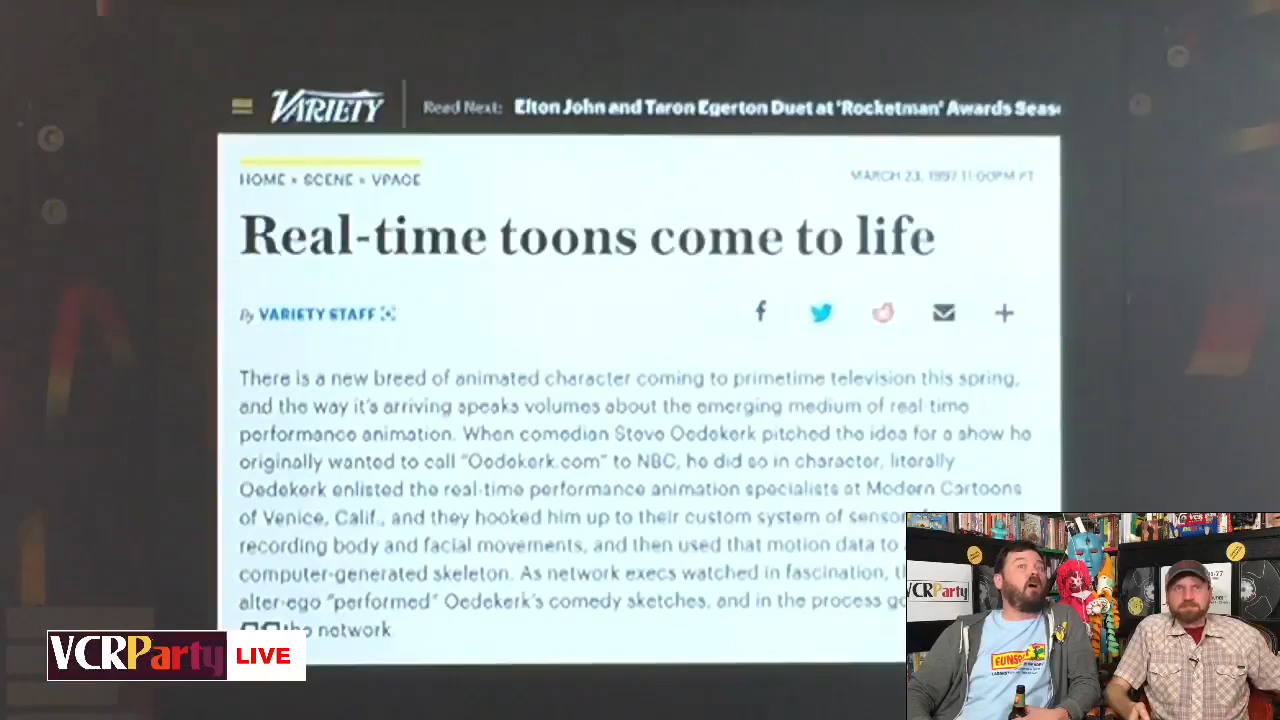 VARIETY
Read Next: Elton John and Taron Egerton Duet at 'Rocketman' Awards Seas
HOME » SCENE » VPAGE
MARCH 23, 1997 11:00PM PT
Real-time toons come to life
By VARIETY STAFF
There is a new breed of animated character coming to primetime television this spring,
and the way it's arriving speaks volumes about the emerging medium of real-time
performance animation. When comedian Steve Oedekerk pitched the idea for a show he
originally wanted to call "Oedekerk.com" to NBC, he did so in character, literally
Oedekerk enlisted the real-time performance animation specialists at Modern Cartoons
of Venice, Calif., and they hooked him up to their custom system of
recording body and facial movements, and then used that motion data to
computer-generated skeleton. As network execs watched in fascination,
alter-ego "performed" Oedekerk's comedy sketches, and in the process
network
VCRParty LIVE
VCRParty
FUNSPOT